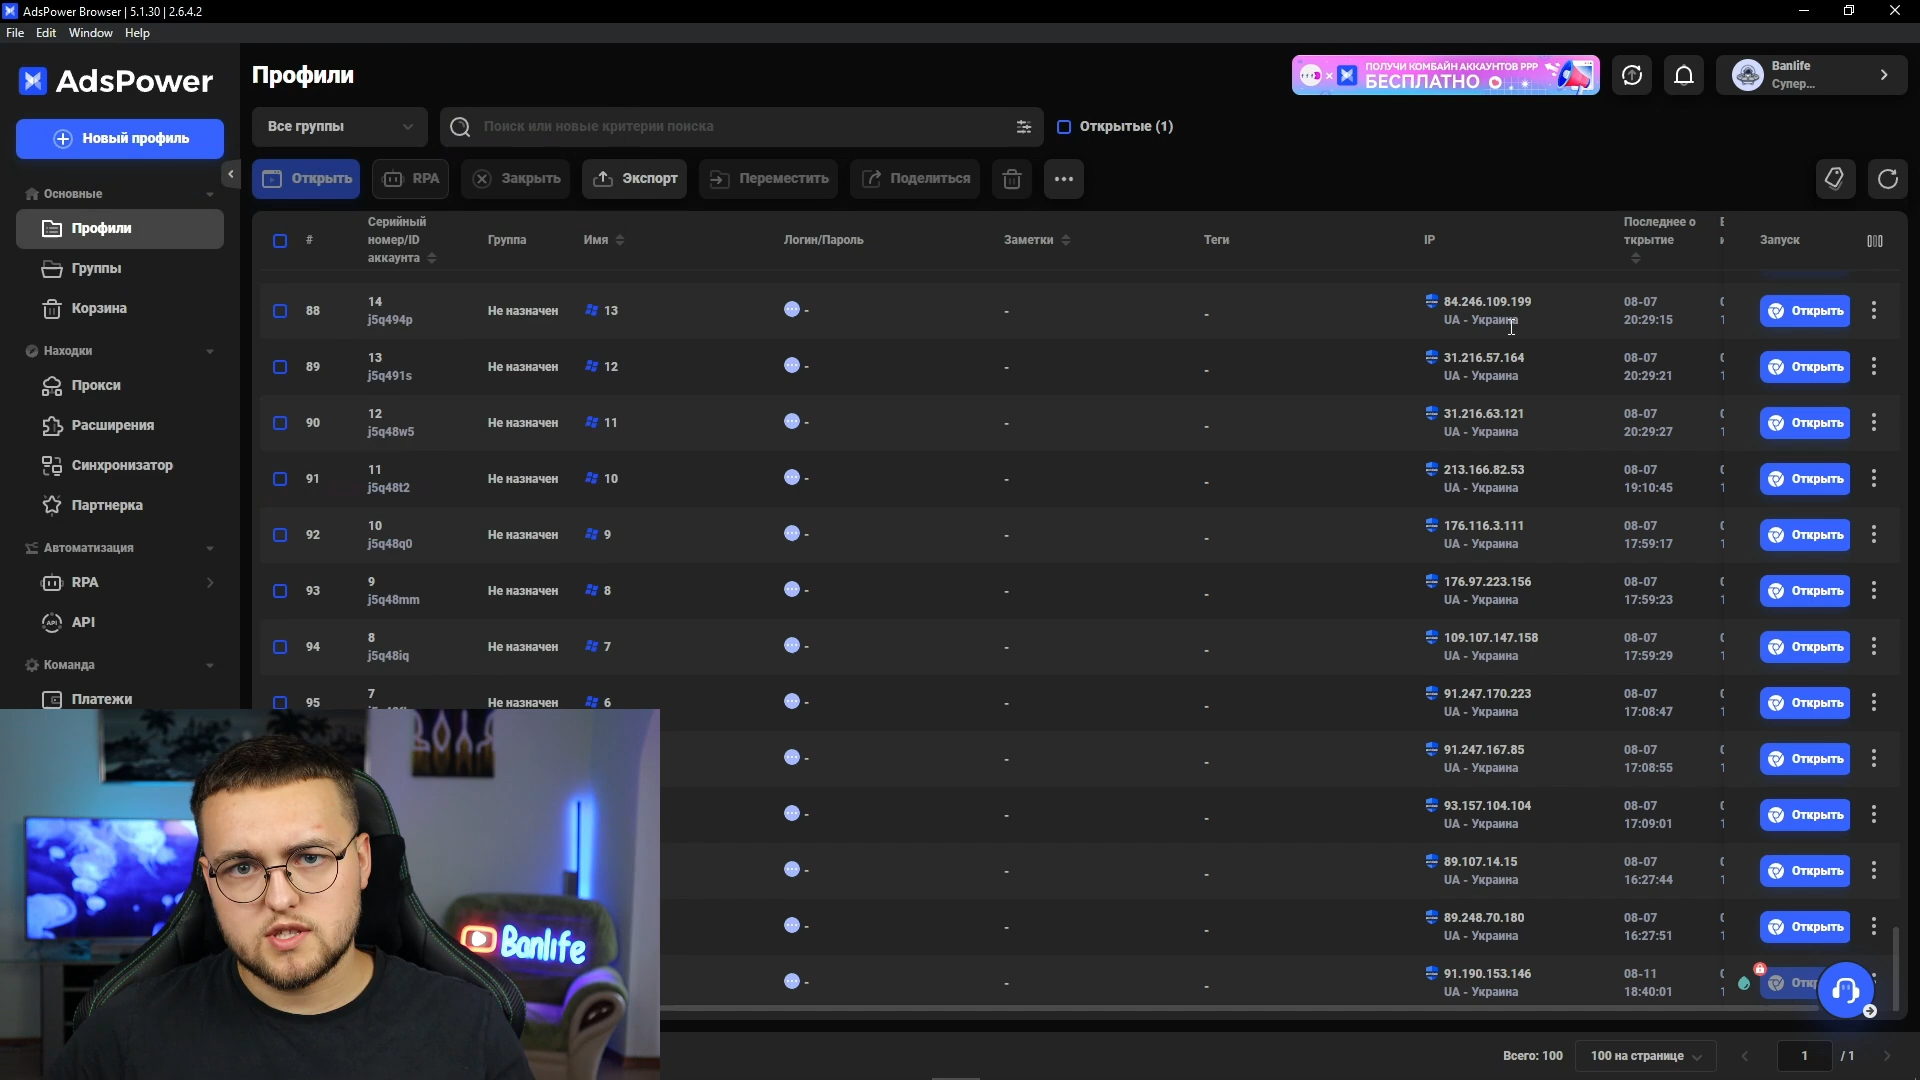 AdsPower Browser | 5.1.30 | 2.6.4.2
File Edit Window Help
AdsPower
Профили
ПОЛУЧИ КОМБАЙН АККАУНТОВ PPP
БЕСПЛАТНО
Banlife
Супер...
Новый профиль
Все группы
Поиск или новые критерии поиска
Открытые (1)
Открыть
RPA
Закрыть
Экспорт
Переместить
Поделиться
Основные
Профили
Группы
Корзина
Находки
Прокси
Расширения
Синхронизатор
Партнерка
Автоматизация
RPA
API
Команда
Платежи
#
Серийный
номер/ID
аккаунта
Группа
Имя
Логин/Пароль
Заметки
Теги
IP
Последнее о
ткрытие
Запуск
88 14 Не назначен 13 - - - 84.246.109.199 08-07 Открыть
j5q494p UA - Украина 20:29:15
89 13 Не назначен 12 - - - 31.216.57.164 08-07 Открыть
j5q491s UA - Украина 20:29:21
90 12 Не назначен 11 - - - 31.216.63.121 08-07 Открыть
j5q48w5 UA - Украина 20:29:27
91 11 Не назначен 10 - - - 213.166.82.53 08-07 Открыть
j5q48t2 UA - Украина 19:10:45
92 10 Не назначен 9 - - - 176.116.3.111 08-07 Открыть
j5q48q0 UA - Украина 17:59:17
93 9 Не назначен 8 - - - 176.97.223.156 08-07 Открыть
j5q48mm UA - Украина 17:59:23
94 8 Не назначен 7 - - - 109.107.147.158 08-07 Открыть
j5q48iq UA - Украина 17:59:29
95 7 Не назначен 6 - - - 91.247.170.223 08-07 Открыть
UA - Украина 17:08:47
- - - 91.247.167.85 08-07 Открыть
UA - Украина 17:08:55
- - - 93.157.104.104 08-07 Открыть
UA - Украина 17:09:01
- - - 89.107.14.15 08-07 Открыть
UA - Украина 16:27:44
- - - 89.248.70.180 08-07 Открыть
UA - Украина 16:27:51
- - - 91.190.153.146 08-11
UA - Украина 18:40:01
Banlife
Всего: 100
100 на странице
1 / 1